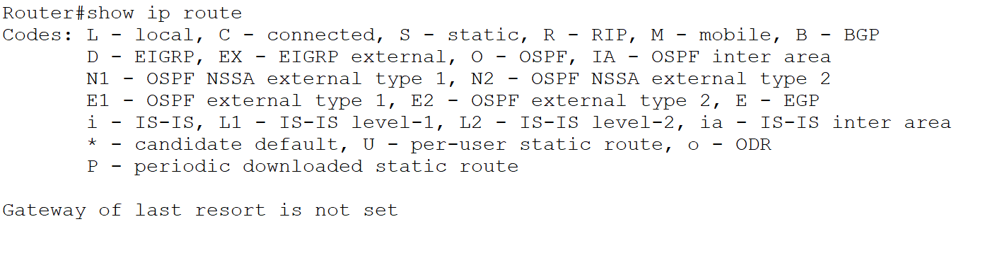 Router#show ip route
Codes: L - local, C - connected, S - static, R - RIP, M - mobile, B - BGP
D - EIGRP, EX - EIGRP external, O - OSPF, IA - OSPF inter area
N1 - OSPF NSSA external type 1, N2 - OSPF NSSA external type 2
E1 - OSPF external type 1, E2 - OSPF external type 2, E - EGP
i - IS-IS, L1 - IS-IS level-1, L2 - IS-IS level-2, ia - IS-IS inter area
* - candidate default, U - per-user static route, o - ODR
P - periodic downloaded static route
Gateway of last resort is not set